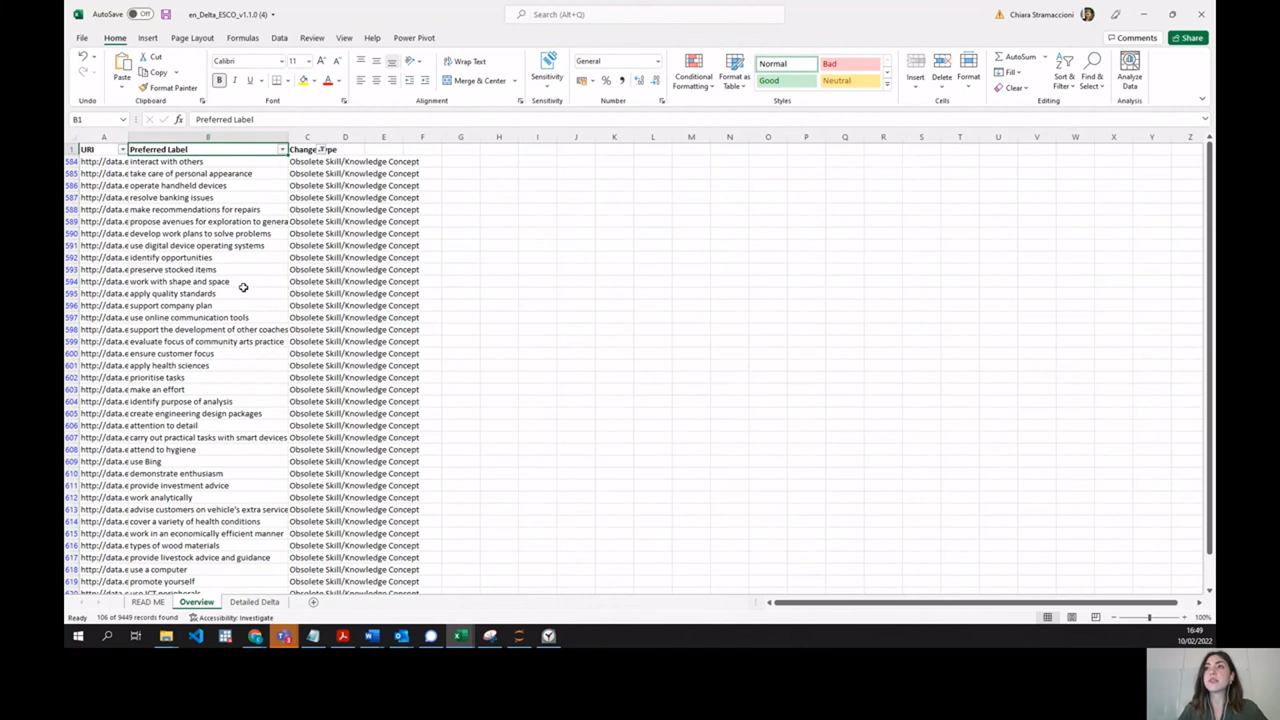 AutoSave Off en_Delta_ESCO_v1.1.0 (4) Search (Alt+Q) Chiara Stramaccioni
File Home Insert Page Layout Formulas Data Review View Help Power Pivot Comments Share
Paste Cut Copy Format Painter Calibri 11 Wrap Text Merge & Center General Conditional Formatting Format as Table Normal Bad Good Neutral Insert Delete Format AutoSum Fill Clear Sort & Filter Find & Select Analyze Data Sensitivity
Undo Clipboard Font Alignment Sensitivity Number Styles Cells Editing Analysis
B1 fx Preferred Label
A B C D E F G H I J K L M N O P Q R S T U V W X Y Z
1 URI Preferred Label Change Type
584 http://data.e interact with others Obsolete Skill/Knowledge Concept
585 http://data.e take care of personal appearance Obsolete Skill/Knowledge Concept
586 http://data.e operate handheld devices Obsolete Skill/Knowledge Concept
587 http://data.e resolve banking issues Obsolete Skill/Knowledge Concept
588 http://data.e make recommendations for repairs Obsolete Skill/Knowledge Concept
589 http://data.e propose avenues for exploration to genera Obsolete Skill/Knowledge Concept
590 http://data.e develop work plans to solve problems Obsolete Skill/Knowledge Concept
591 http://data.e use digital device operating systems Obsolete Skill/Knowledge Concept
592 http://data.e identify opportunities Obsolete Skill/Knowledge Concept
593 http://data.e preserve stocked items Obsolete Skill/Knowledge Concept
594 http://data.e work with shape and space Obsolete Skill/Knowledge Concept
595 http://data.e apply quality standards Obsolete Skill/Knowledge Concept
596 http://data.e support company plan Obsolete Skill/Knowledge Concept
597 http://data.e use online communication tools Obsolete Skill/Knowledge Concept
598 http://data.e support the development of other coaches Obsolete Skill/Knowledge Concept
599 http://data.e evaluate focus of community arts practice Obsolete Skill/Knowledge Concept
600 http://data.e ensure customer focus Obsolete Skill/Knowledge Concept
601 http://data.e apply health sciences Obsolete Skill/Knowledge Concept
602 http://data.e prioritise tasks Obsolete Skill/Knowledge Concept
603 http://data.e make an effort Obsolete Skill/Knowledge Concept
604 http://data.e identify purpose of analysis Obsolete Skill/Knowledge Concept
605 http://data.e create engineering design packages Obsolete Skill/Knowledge Concept
606 http://data.e attention to detail Obsolete Skill/Knowledge Concept
607 http://data.e carry out practical tasks with smart devices Obsolete Skill/Knowledge Concept
608 http://data.e attend to hygiene Obsolete Skill/Knowledge Concept
609 http://data.e use Bing Obsolete Skill/Knowledge Concept
610 http://data.e demonstrate enthusiasm Obsolete Skill/Knowledge Concept
611 http://data.e provide investment advice Obsolete Skill/Knowledge Concept
612 http://data.e work analytically Obsolete Skill/Knowledge Concept
613 http://data.e advise customers on vehicle's extra service Obsolete Skill/Knowledge Concept
614 http://data.e cover a variety of health conditions Obsolete Skill/Knowledge Concept
615 http://data.e work in an economically efficient manner Obsolete Skill/Knowledge Concept
616 http://data.e types of wood materials Obsolete Skill/Knowledge Concept
617 http://data.e provide livestock advice and guidance Obsolete Skill/Knowledge Concept
618 http://data.e use a computer Obsolete Skill/Knowledge Concept
619 http://data.e promote yourself Obsolete Skill/Knowledge Concept
620 http://data.e use ICT peripherals Obsolete Skill/Knowledge Concept
READ ME Overview Detailed Delta
Ready 106 of 9449 records found Accessibility: Investigate 100%
16:49
10/02/2022